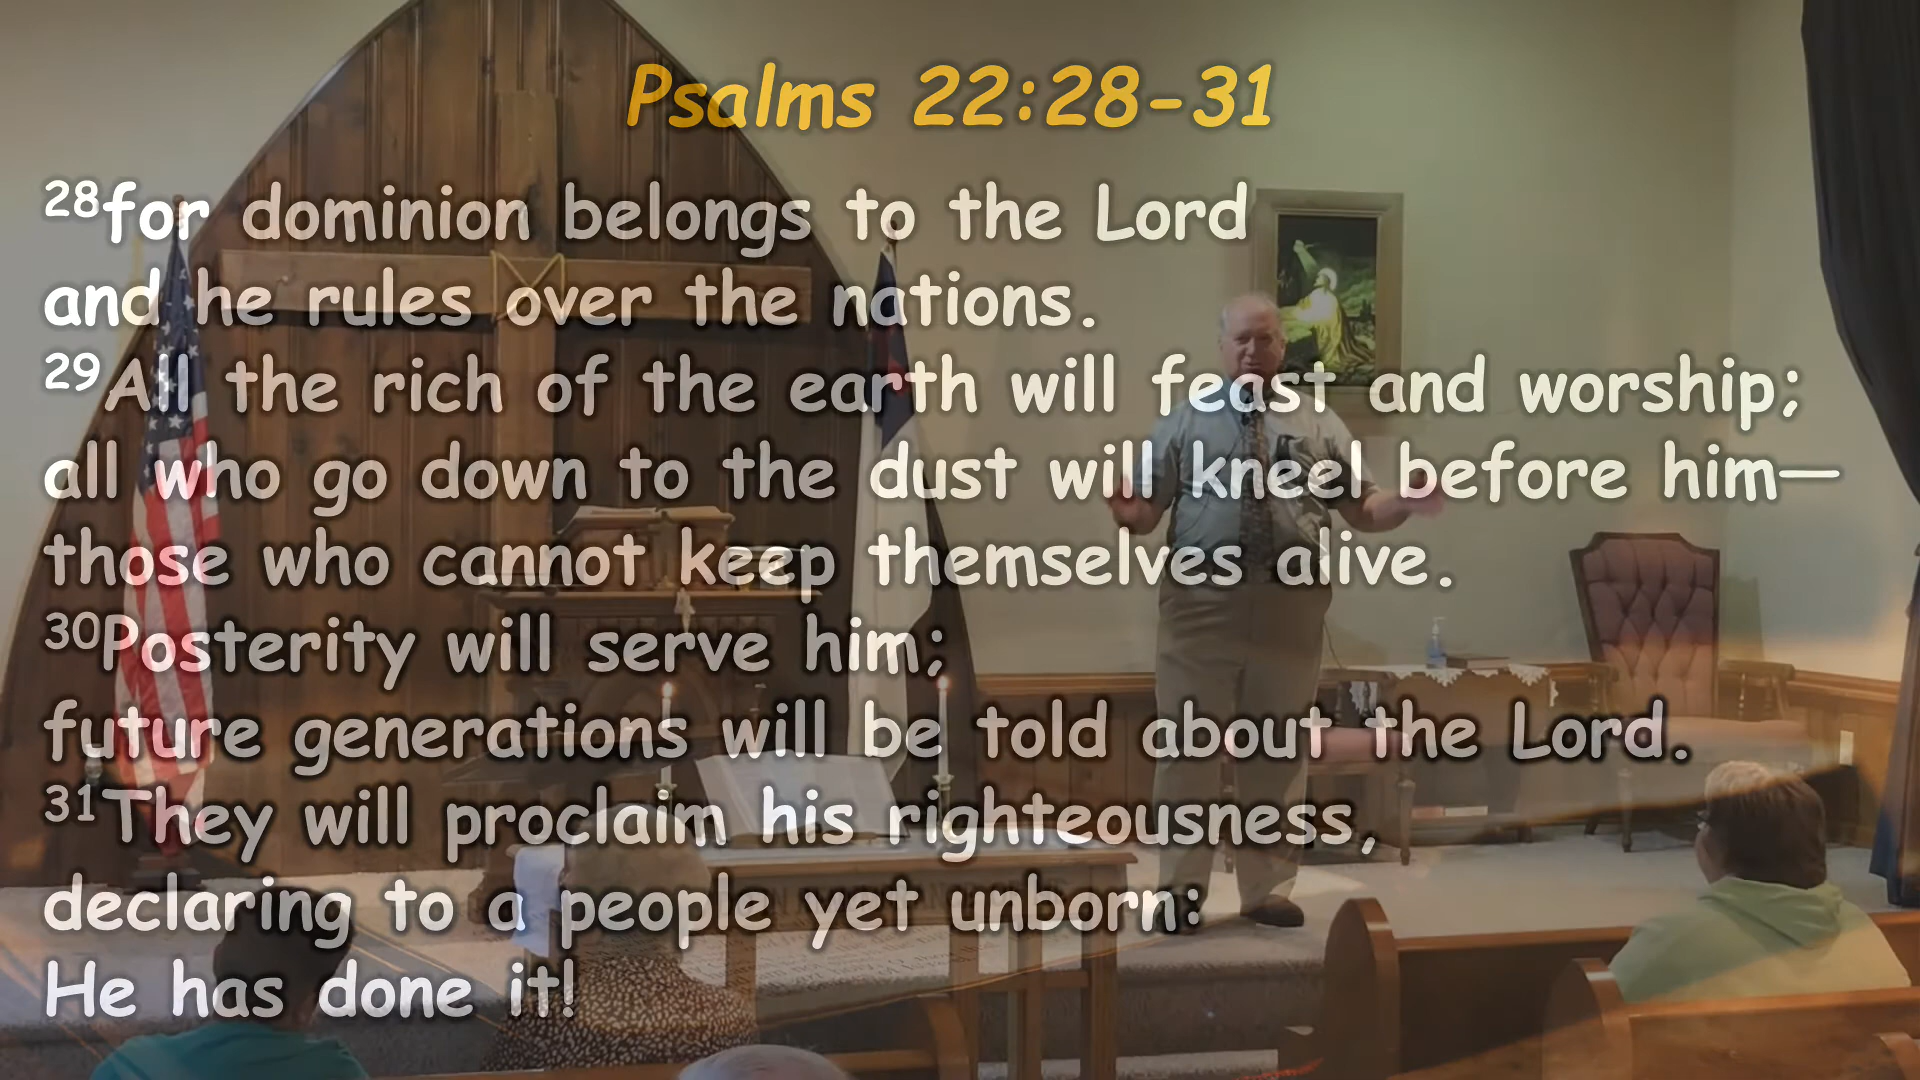 Psalms 22:28-31
28for dominion belongs to the Lord
and he rules over the nations.
29All the rich of the earth will feast and worship;
all who go down to the dust will kneel before him—
those who cannot keep themselves alive.
30Posterity will serve him;
future generations will be told about the Lord.
31They will proclaim his righteousness,
declaring to a people yet unborn:
He has done it!